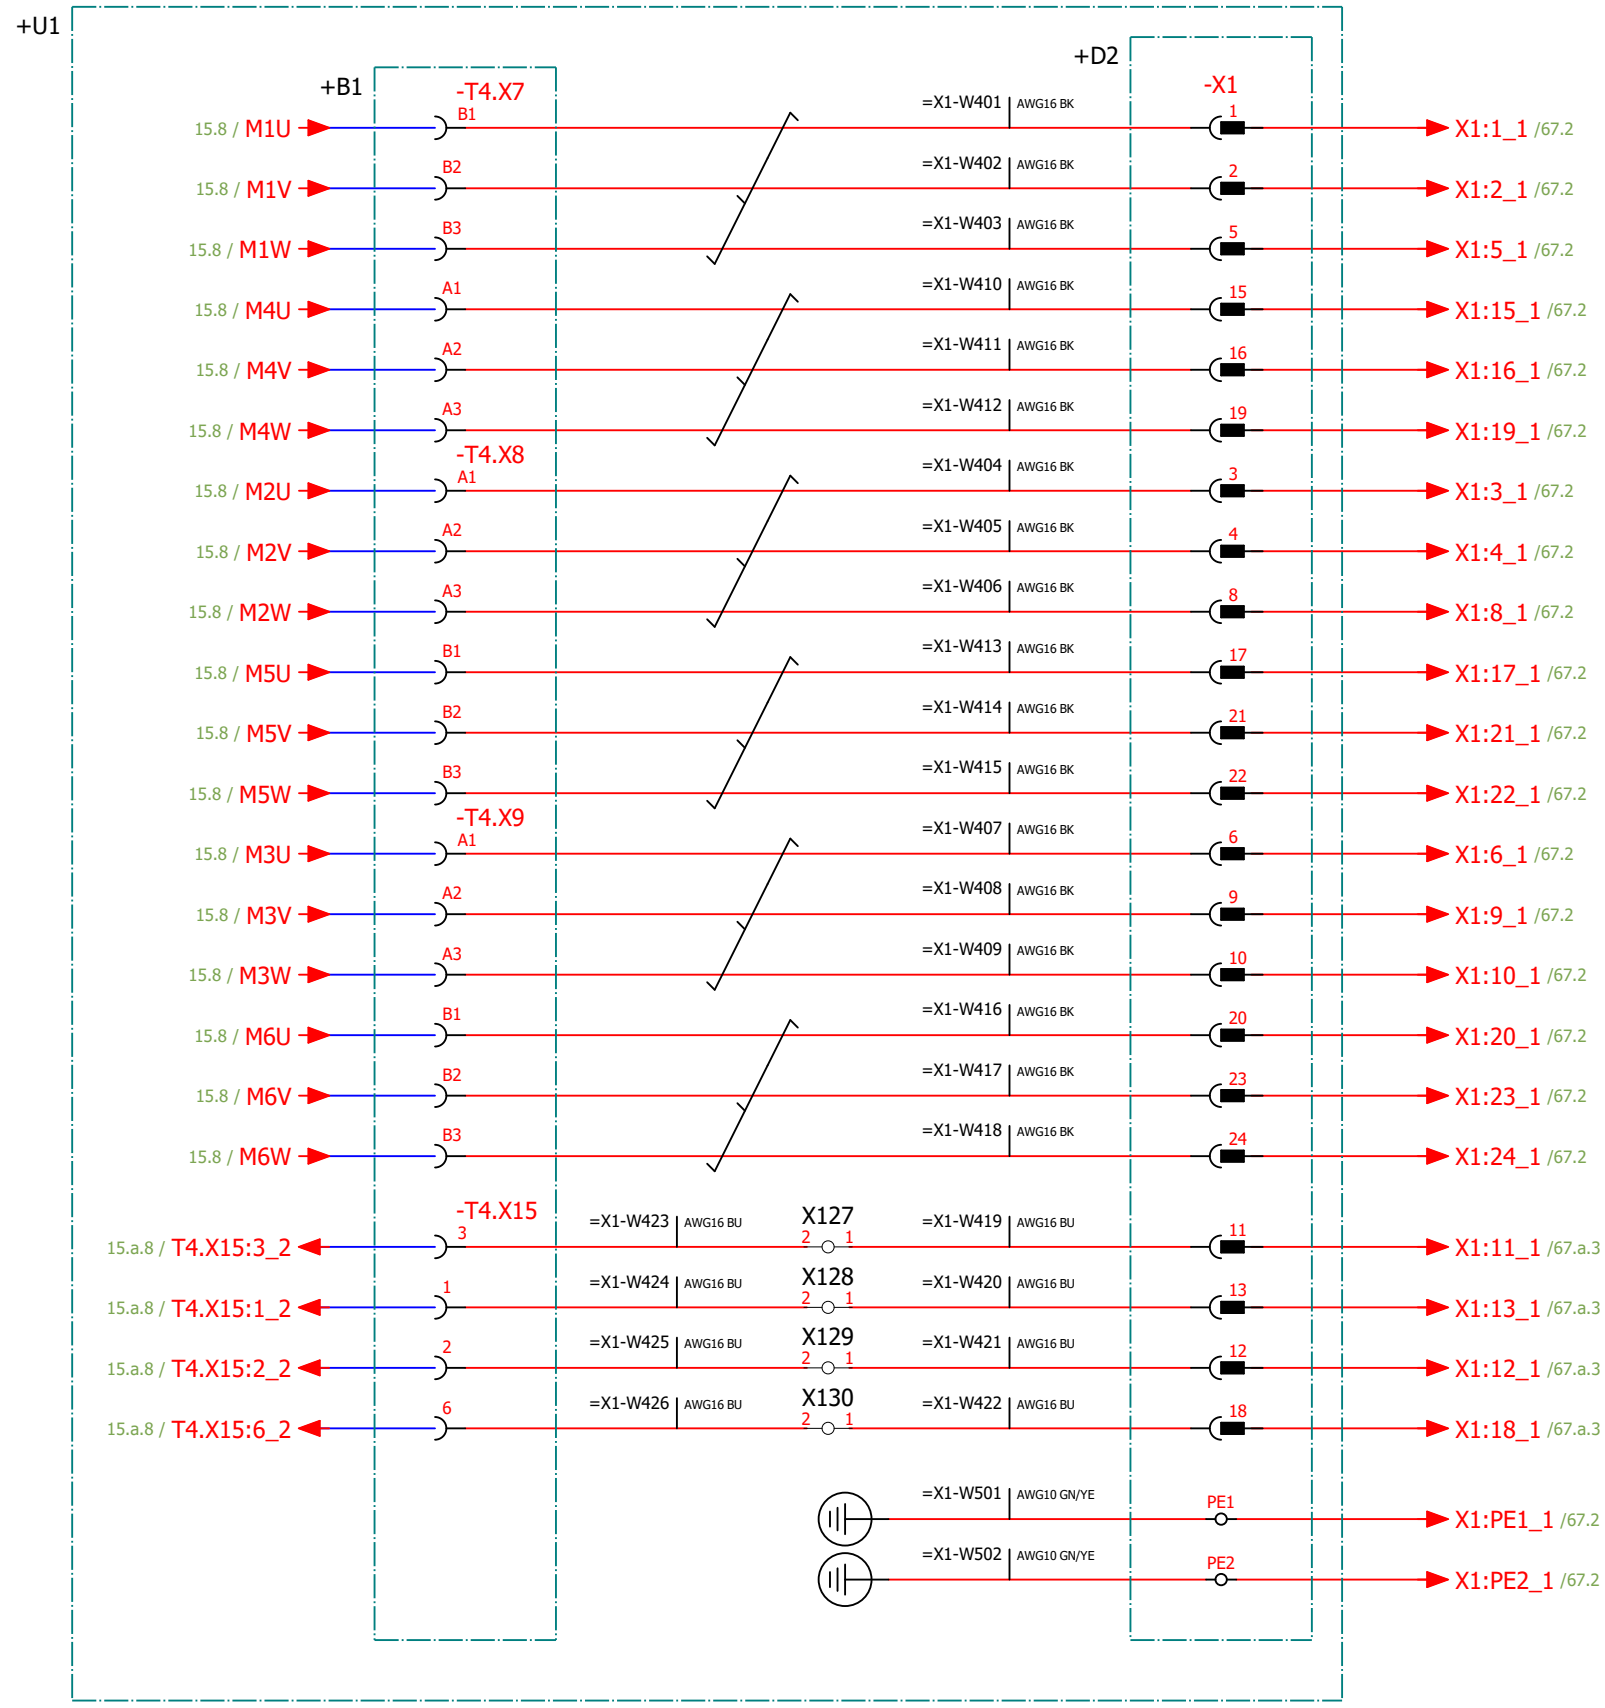 +U1
+D2
+B1 -T4.X7 -X1
15.8 / M1U B1 =X1-W401 AWG16 BK 1 X1:1_1 /67.2
15.8 / M1V B2 =X1-W402 AWG16 BK 2 X1:2_1 /67.2
15.8 / M1W B3 =X1-W403 AWG16 BK 5 X1:5_1 /67.2
15.8 / M4U A1 =X1-W410 AWG16 BK 15 X1:15_1 /67.2
15.8 / M4V A2 =X1-W411 AWG16 BK 16 X1:16_1 /67.2
15.8 / M4W A3 =X1-W412 AWG16 BK 19 X1:19_1 /67.2
-T4.X8
15.8 / M2U A1 =X1-W404 AWG16 BK 3 X1:3_1 /67.2
15.8 / M2V A2 =X1-W405 AWG16 BK 4 X1:4_1 /67.2
15.8 / M2W A3 =X1-W406 AWG16 BK 8 X1:8_1 /67.2
15.8 / M5U B1 =X1-W413 AWG16 BK 17 X1:17_1 /67.2
15.8 / M5V B2 =X1-W414 AWG16 BK 21 X1:21_1 /67.2
15.8 / M5W B3 =X1-W415 AWG16 BK 22 X1:22_1 /67.2
-T4.X9
15.8 / M3U A1 =X1-W407 AWG16 BK 6 X1:6_1 /67.2
15.8 / M3V A2 =X1-W408 AWG16 BK 9 X1:9_1 /67.2
15.8 / M3W A3 =X1-W409 AWG16 BK 10 X1:10_1 /67.2
15.8 / M6U B1 =X1-W416 AWG16 BK 20 X1:20_1 /67.2
15.8 / M6V B2 =X1-W417 AWG16 BK 23 X1:23_1 /67.2
15.8 / M6W B3 =X1-W418 AWG16 BK 24 X1:24_1 /67.2
-T4.X15
15.a.8 / T4.X15:3_2 3 =X1-W423 AWG16 BU X127 2 1 =X1-W419 AWG16 BU 11 X1:11_1 /67.a.3
15.a.8 / T4.X15:1_2 1 =X1-W424 AWG16 BU X128 2 1 =X1-W420 AWG16 BU 13 X1:13_1 /67.a.3
15.a.8 / T4.X15:2_2 2 =X1-W425 AWG16 BU X129 2 1 =X1-W421 AWG16 BU 12 X1:12_1 /67.a.3
15.a.8 / T4.X15:6_2 6 =X1-W426 AWG16 BU X130 2 1 =X1-W422 AWG16 BU 18 X1:18_1 /67.a.3
=X1-W501 AWG10 GN/YE PE1 X1:PE1_1 /67.2
=X1-W502 AWG10 GN/YE PE2 X1:PE2_1 /67.2